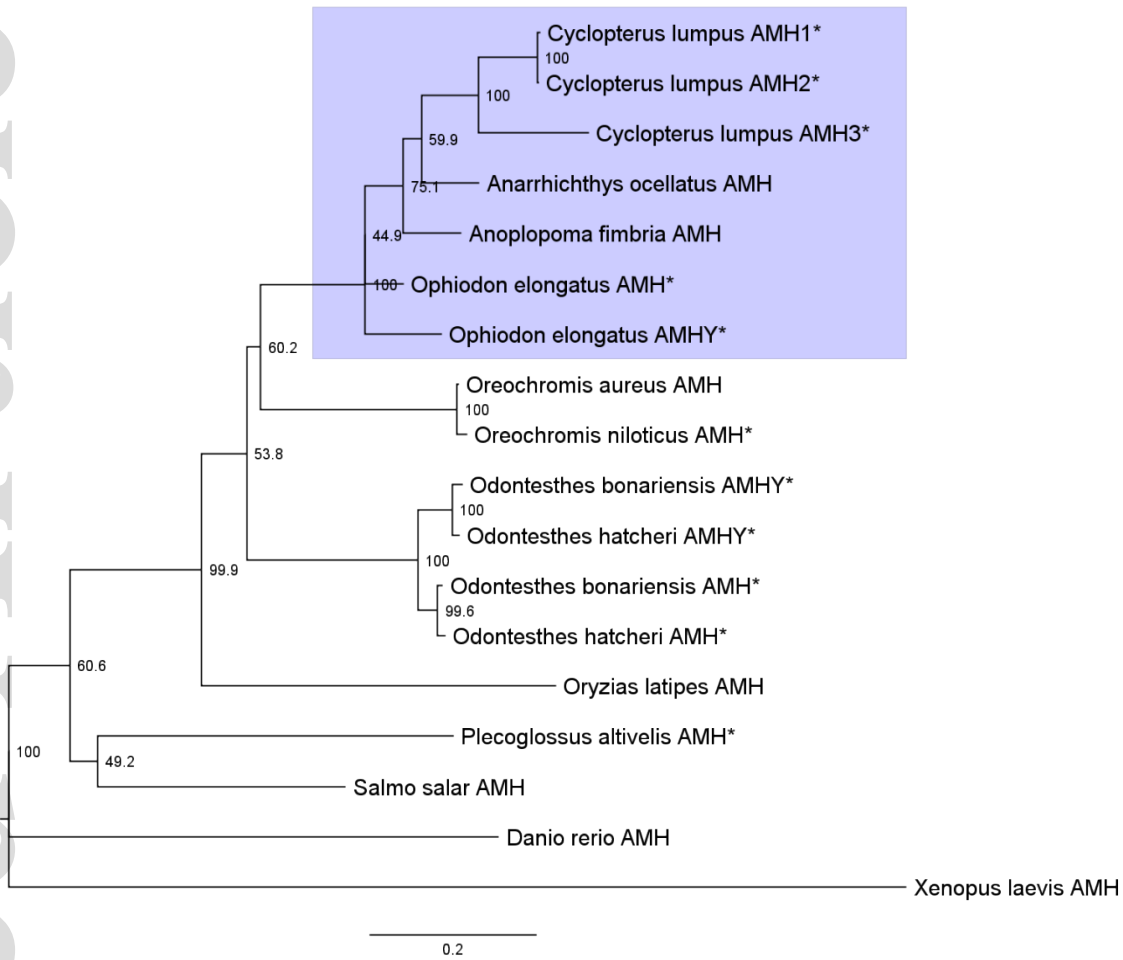 Cyclopterus lumpus AMH1*
100
Cyclopterus lumpus AMH2*
100
Cyclopterus lumpus AMH3*
59.9
75.1
Anarrhichthys ocellatus AMH
44.9
Anoplopoma fimbria AMH
100
Ophiodon elongatus AMH*
Ophiodon elongatus AMHY*
60.2
Oreochromis aureus AMH
100
Oreochromis niloticus AMH*
53.8
Odontesthes bonariensis AMHY*
100
Odontesthes hatcheri AMHY*
100
99.9
Odontesthes bonariensis AMH*
99.6
Odontesthes hatcheri AMH*
60.6
Oryzias latipes AMH
Plecoglossus altivelis AMH*
100
49.2
Salmo salar AMH
Danio rerio AMH
Xenopus laevis AMH
0.2